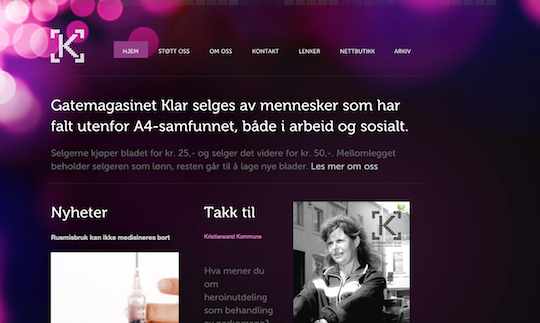 K
HJEM STØTT OSS OM OSS KONTAKT LENKER NETTBUTIKK ARKIV
Gatemagasinet Klar selges av mennesker som har
falt utenfor A4-samfunnet, både i arbeid og sosialt.
Selgerne kjøper bladet for kr. 25,- og selger det videre for kr. 50,-. Mellomlegget
beholder selgeren som lønn, resten går til å lage nye blader. Les mer om oss
Nyheter
Rusmisbruk kan ikke medisineres bort
Takk til
Kristiansand Kommune
Hva mener du
om
heroinutdeling
som behandling
av narkomane?
K